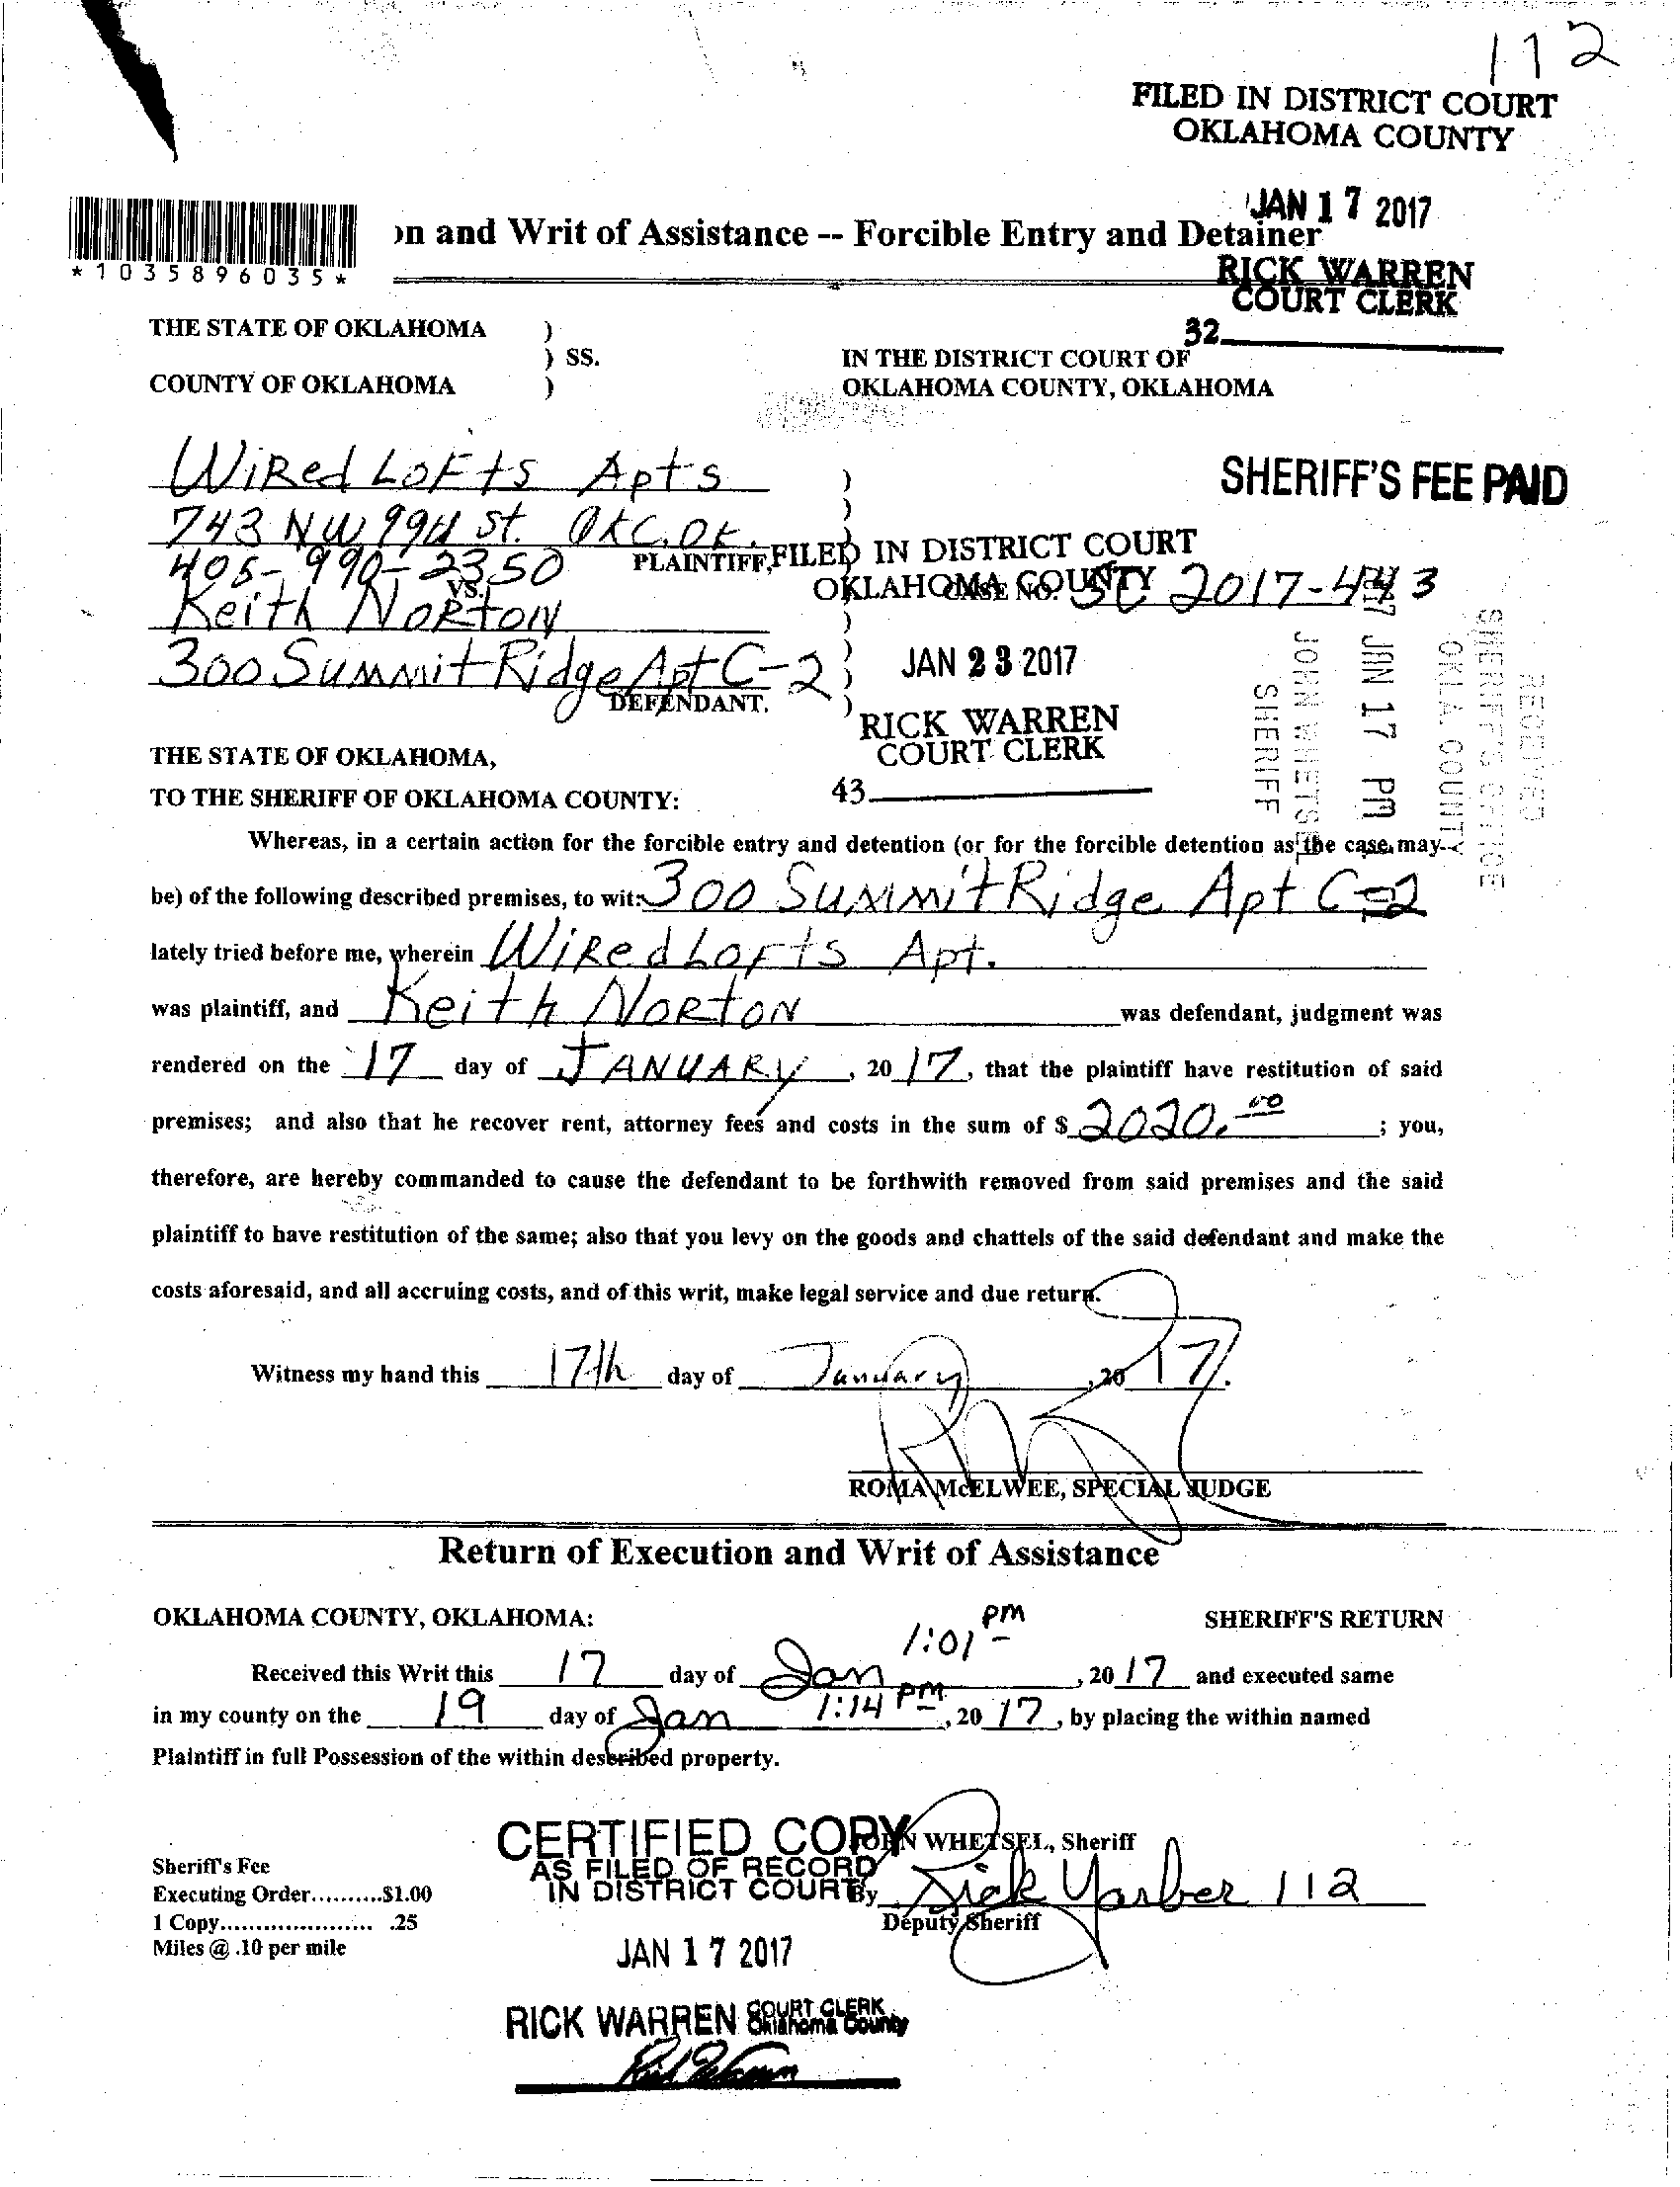 112
FILED IN DISTRICT COURT
OKLAHOMA COUNTY
JAN 17 2017
RICK WARREN
COURT CLERK
32
and Writ of Assistance -- Forcible Entry and Detainer
*1035896035*
THE STATE OF OKLAHOMA )
) SS.
COUNTY OF OKLAHOMA )
IN THE DISTRICT COURT OF
OKLAHOMA COUNTY, OKLAHOMA
Wired Lofts Apts
743 NW 99th St. OKC, OK.
405-990-2350
PLAINTIFF,
VS.
Keith Norton
300 Summit Ridge Apt C-2
DEFENDANT.
SHERIFF'S FEE PAID
CASE NO. SC 2017-443
FILED IN DISTRICT COURT
OKLAHOMA COUNTY
JAN 23 2017
RICK WARREN
COURT CLERK
43
RECEIVED
SHERIFF'S OFFICE
OKLA. COUNTY
JAN 17 PM
JOHN WHETSEL
SHERIFF
THE STATE OF OKLAHOMA,
TO THE SHERIFF OF OKLAHOMA COUNTY:
Whereas, in a certain action for the forcible entry and detention (or for the forcible detention as the case may
be) of the following described premises, to wit: 300 Summit Ridge Apt C-2
lately tried before me, wherein Wired Lofts Apt.
was plaintiff, and Keith Norton was defendant, judgment was
rendered on the 17 day of JANUARY, 2017, that the plaintiff have restitution of said
premises; and also that he recover rent, attorney fees and costs in the sum of $ 2020.00; you,
therefore, are hereby commanded to cause the defendant to be forthwith removed from said premises and the said
plaintiff to have restitution of the same; also that you levy on the goods and chattels of the said defendant and make the
costs aforesaid, and all accruing costs, and of this writ, make legal service and due return.
Witness my hand this 17th day of January, 2017.
ROMA McELWEE, SPECIAL JUDGE
Return of Execution and Writ of Assistance
OKLAHOMA COUNTY, OKLAHOMA: SHERIFF'S RETURN
Received this Writ this 17 day of Jan 1:01 pm, 2017 and executed same
in my county on the 19 day of Jan 1:14 pm, 2017, by placing the within named
Plaintiff in full Possession of the within described property.
JOHN WHETSEL, Sheriff
By Dick Yarber 112
Deputy Sheriff
Sheriff's Fee
Executing Order..........$1.00
1 Copy..................... .25
Miles @ .10 per mile
CERTIFIED COPY
AS FILED OF RECORD
IN DISTRICT COURT
JAN 17 2017
RICK WARREN COURT CLERK
Oklahoma County